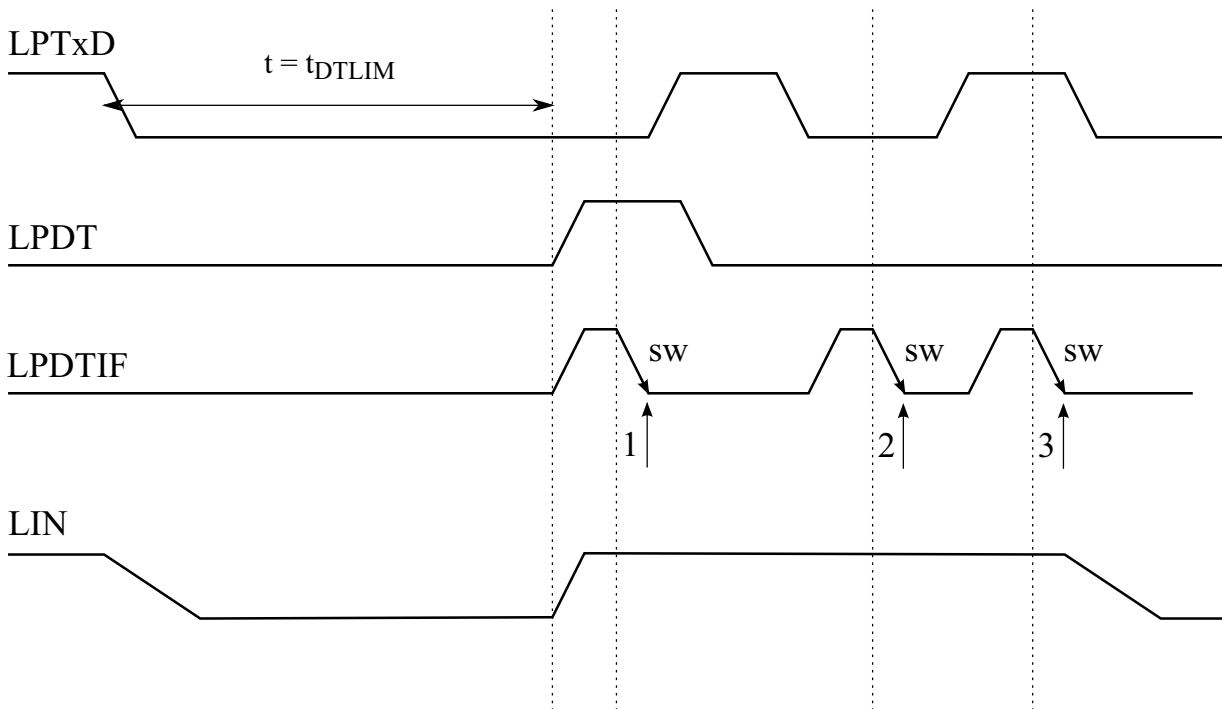 LPTxD
t = tDTLIM
LPDT
LPDTIF
sw
sw
sw
1
2
3
LIN